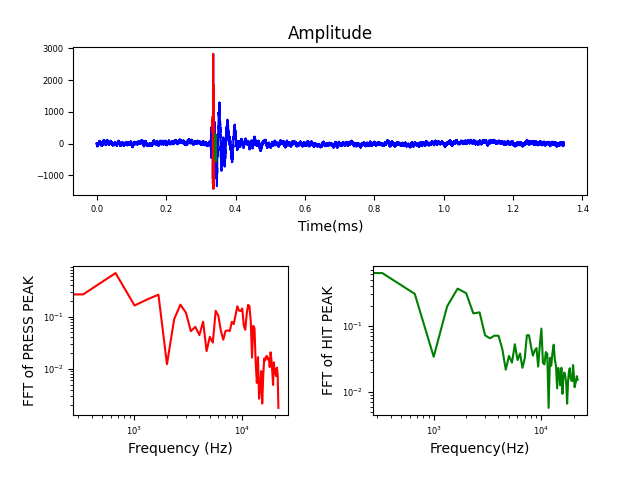 Amplitude
3000
2000
1000
0
−1000
0.0 0.2 0.4 0.6 0.8 1.0 1.2 1.4
Time(ms)
FFT of PRESS PEAK
10⁻¹
10⁻²
10³ 10⁴
Frequency (Hz)
FFT of HIT PEAK
10⁻¹
10⁻²
10³ 10⁴
Frequency(Hz)